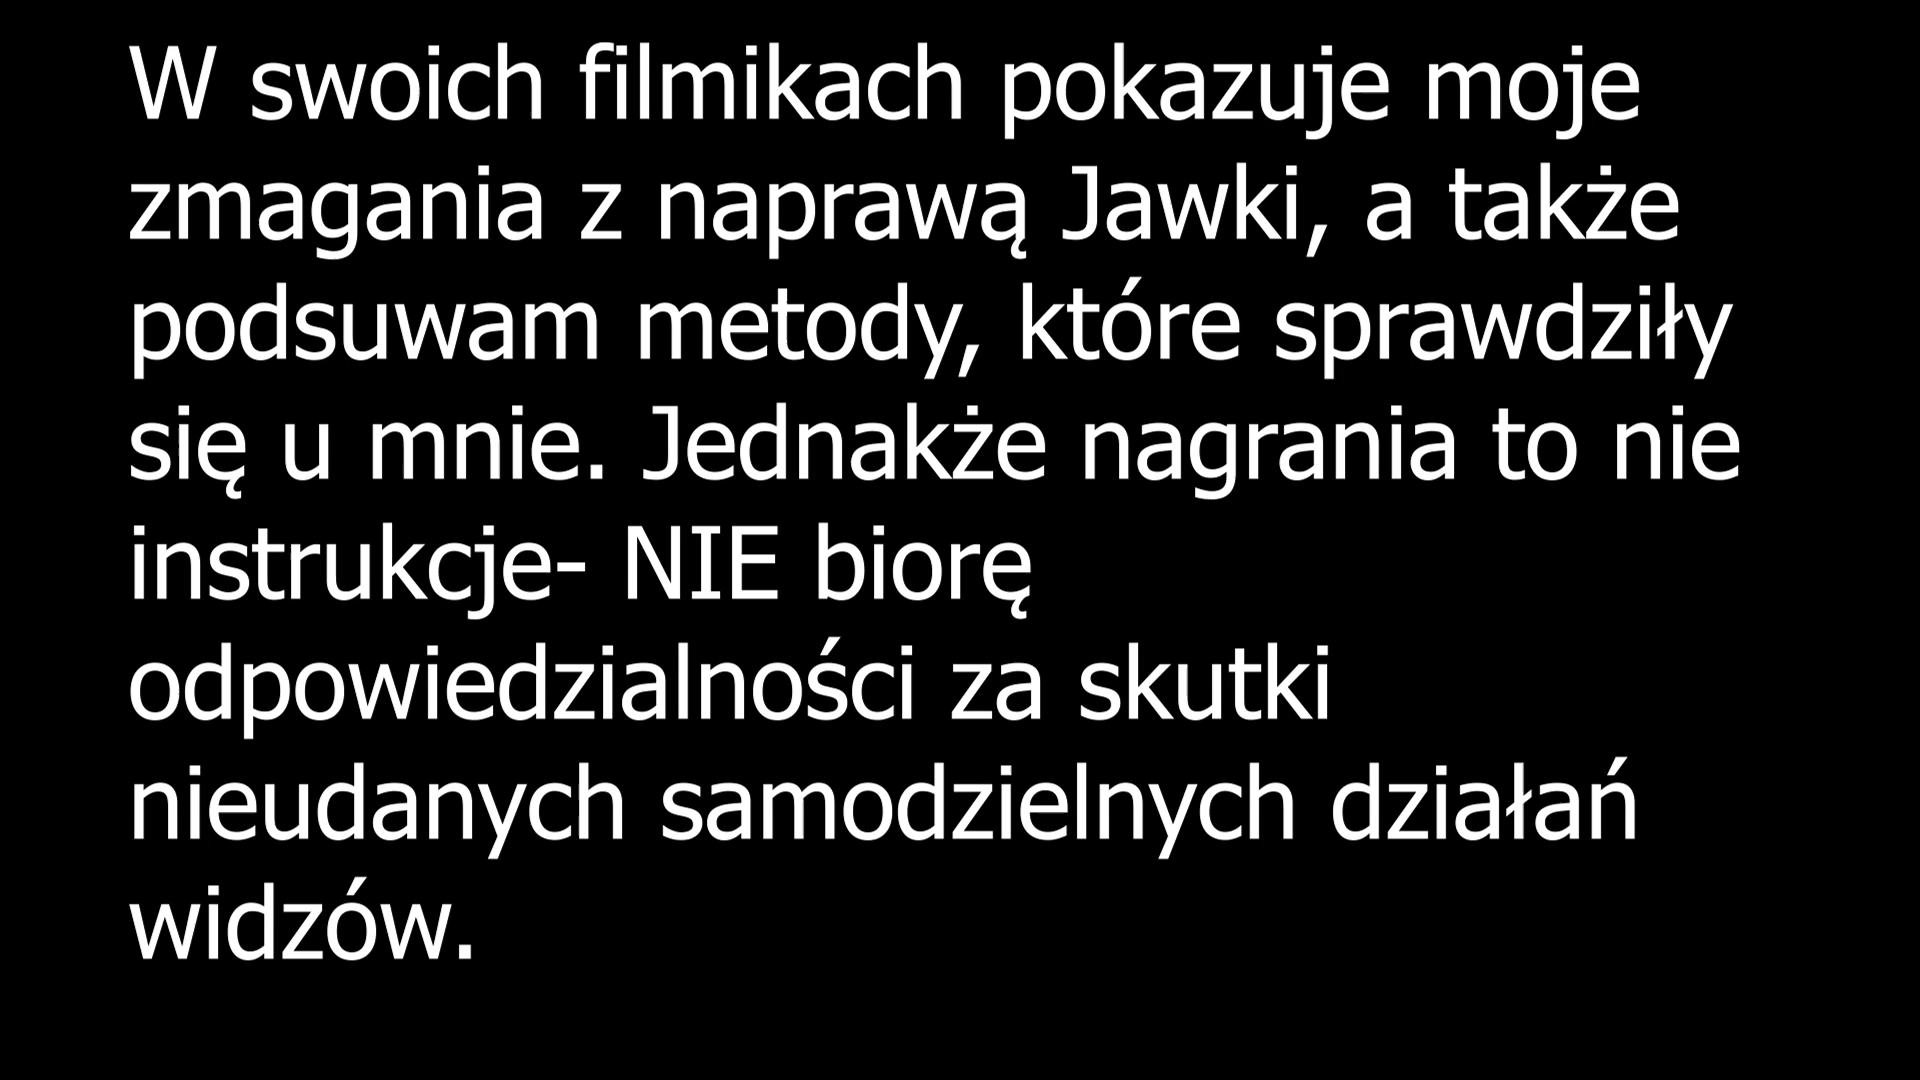 W swoich filmikach pokazuje moje
zmagania z naprawą Jawki, a także
podsuwam metody, które sprawdziły
się u mnie. Jednakże nagrania to nie
instrukcje- NIE biorę
odpowiedzialności za skutki
nieudanych samodzielnych działań
widzów.